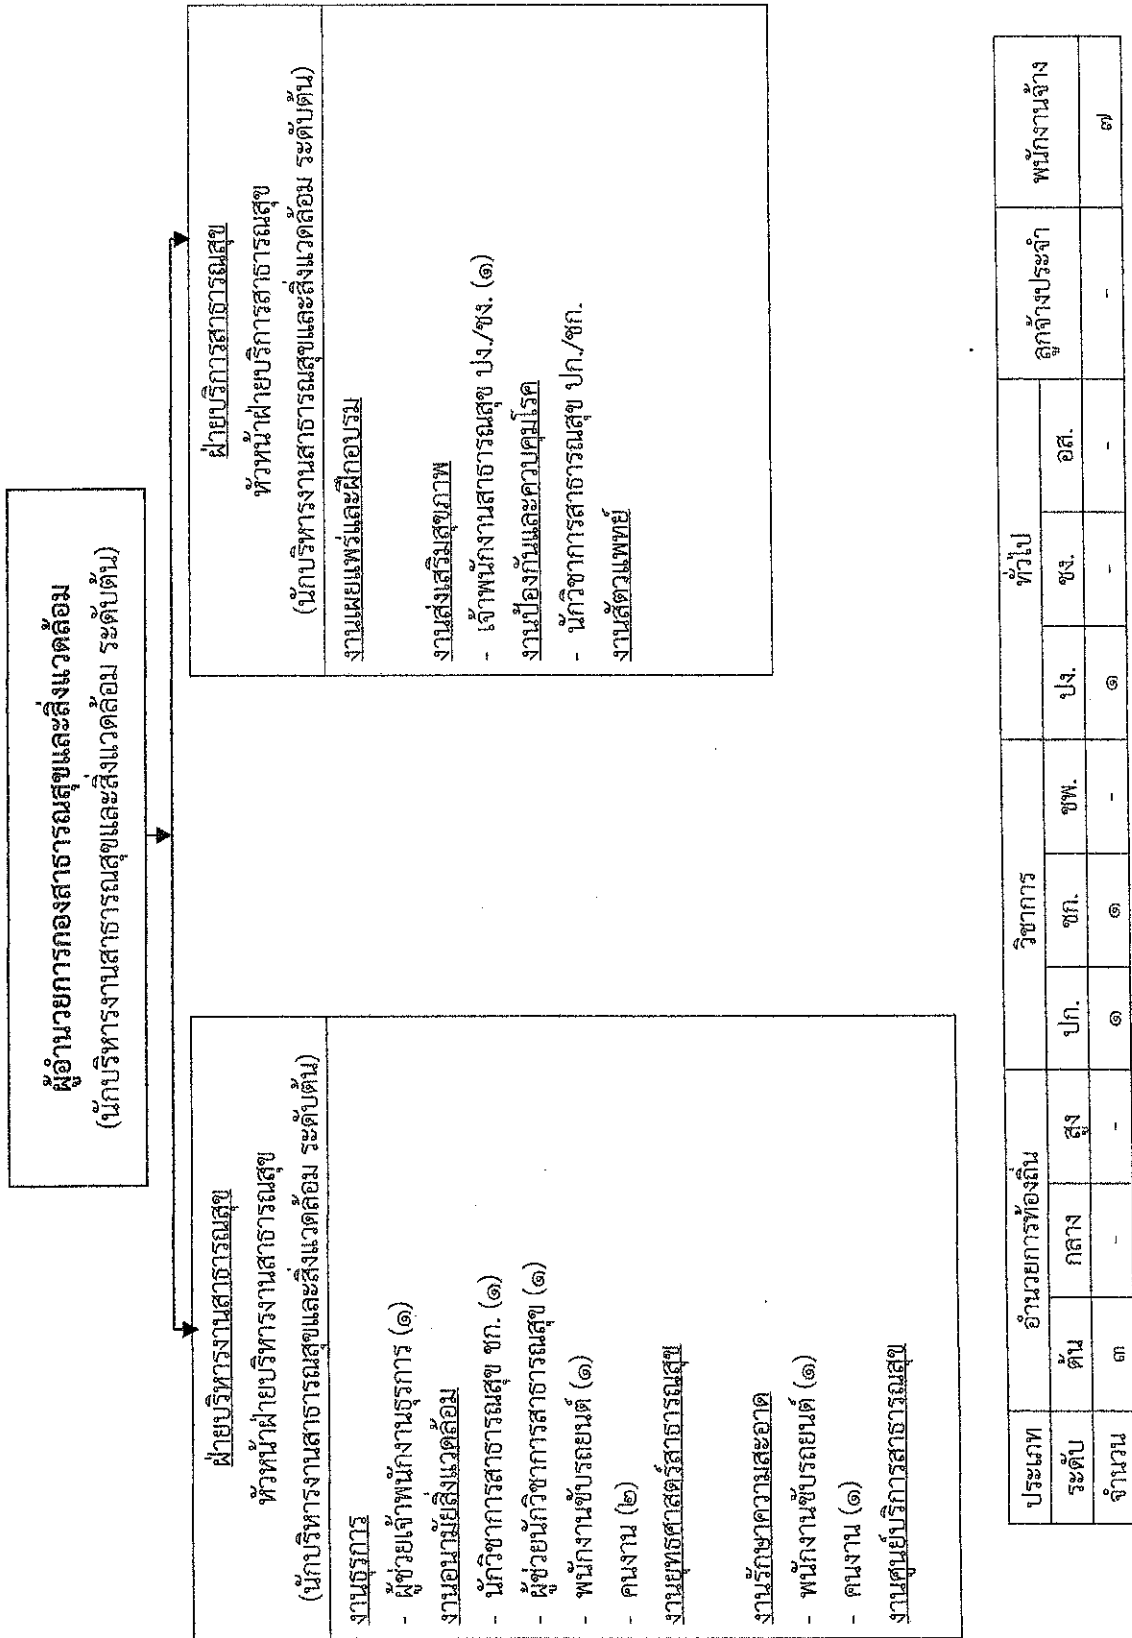 ผู้อำนวยการกองสาธารณสุขและสิ่งแวดล้อม
(นักบริหารงานสาธารณสุขและสิ่งแวดล้อม ระดับต้น)
ฝ่ายบริหารงานสาธารณสุข
หัวหน้าฝ่ายบริหารงานสาธารณสุข
(นักบริหารงานสาธารณสุขและสิ่งแวดล้อม ระดับต้น)
งานธุรการ
- ผู้ช่วยเจ้าพนักงานธุรการ (๑)
งานอนามัยสิ่งแวดล้อม
- นักวิชาการสาธารณสุข ชก. (๑)
- ผู้ช่วยนักวิชาการสาธารณสุข (๑)
- พนักงานขับรถยนต์ (๑)
- คนงาน (๒)
งานยุทธศาสตร์สาธารณสุข
งานรักษาความสะอาด
- พนักงานขับรถยนต์ (๑)
- คนงาน (๑)
งานศูนย์บริการสาธารณสุข
ฝ่ายบริการสาธารณสุข
หัวหน้าฝ่ายบริการสาธารณสุข
(นักบริหารงานสาธารณสุขและสิ่งแวดล้อม ระดับต้น)
งานเผยแพร่และฝึกอบรม
งานส่งเสริมสุขภาพ
- เจ้าพนักงานสาธารณสุข ปง./ชง. (๑)
งานป้องกันและควบคุมโรค
- นักวิชาการสาธารณสุข ปก./ชก.
งานสัตวแพทย์
ประเภท อำนวยการท้องถิ่น วิชาการ ทั่วไป ลูกจ้างประจำ พนักงานจ้าง
ระดับ ต้น กลาง สูง ปก. ชก. ชพ. ปง. ชง. อส.
จำนวน ๓ - - ๑ ๑ - ๑ - - - ๗